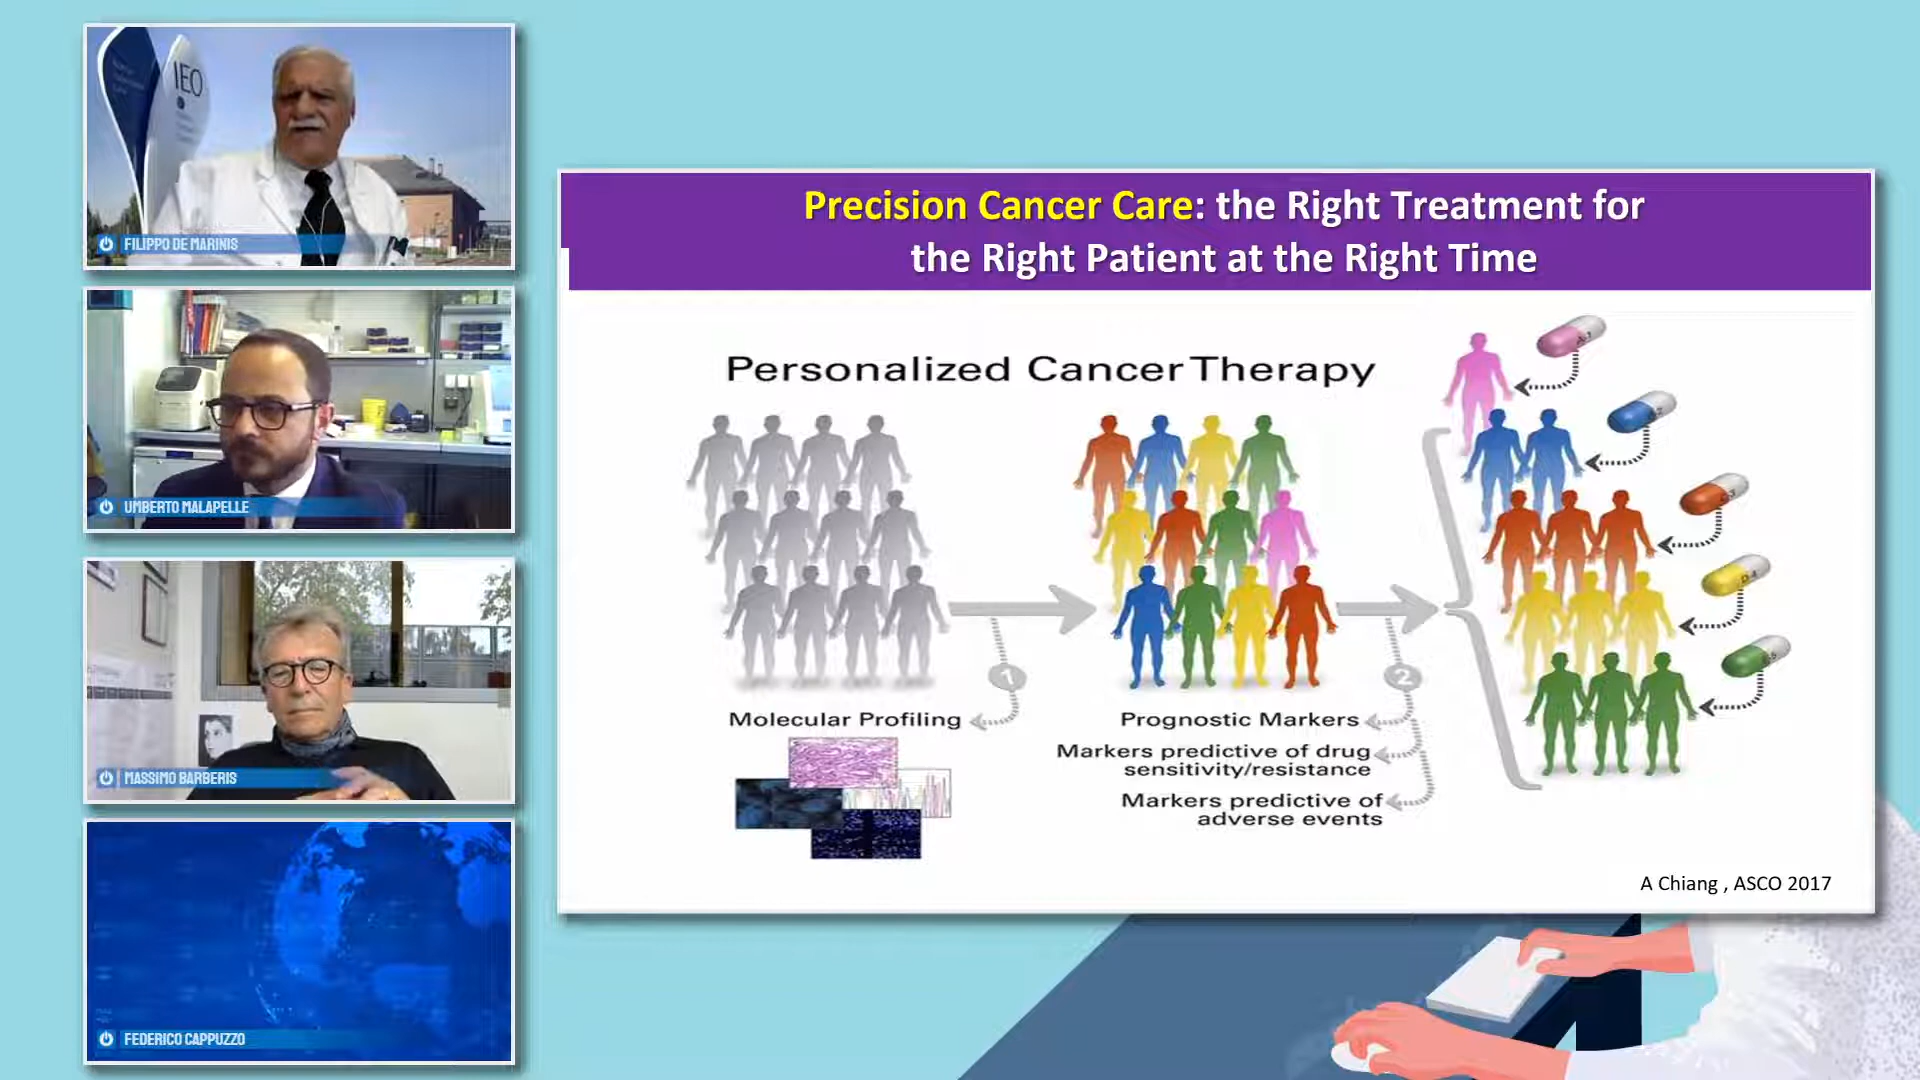 IEO
FILIPPO DE MARINIS
UMBERTO MALAPELLE
MASSIMO BARBERIS
FEDERICO CAPPUZZO
Precision Cancer Care: the Right Treatment for
the Right Patient at the Right Time
Personalized Cancer Therapy
1
2
Molecular Profiling
Prognostic Markers
Markers predictive of drug
sensitivity/resistance
Markers predictive of
adverse events
A Chiang , ASCO 2017